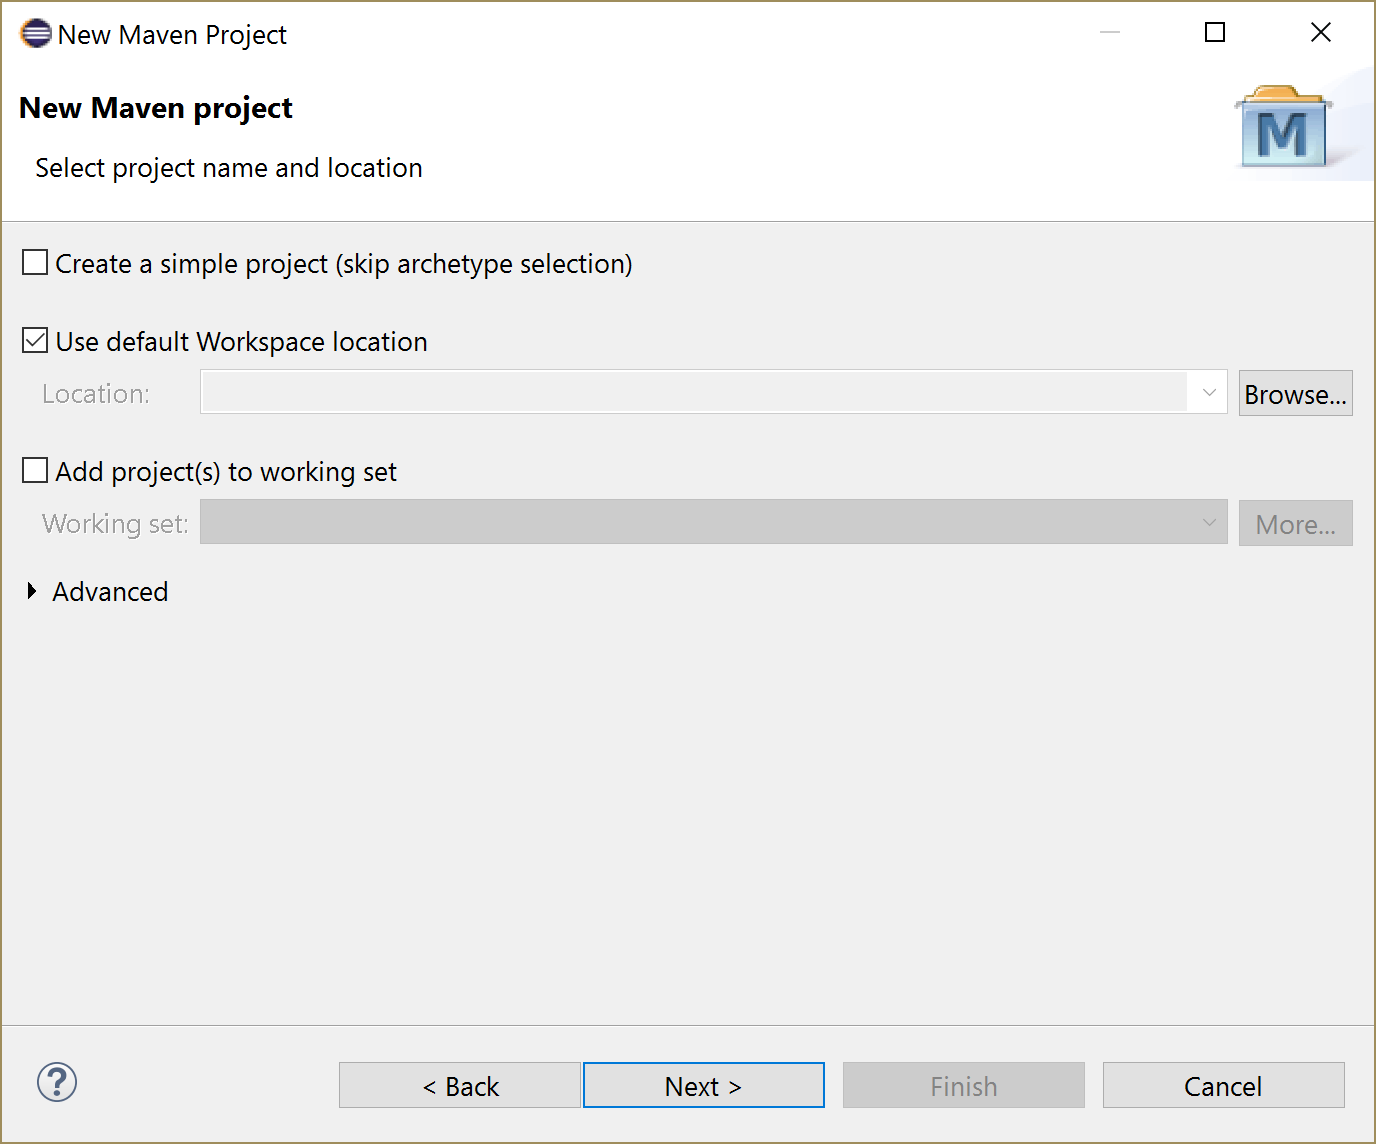 New Maven Project
New Maven project
M
Select project name and location
Create a simple project (skip archetype selection)
Use default Workspace location
Location: Browse...
Add project(s) to working set
Working set: More...
Advanced
? < Back Next > Finish Cancel